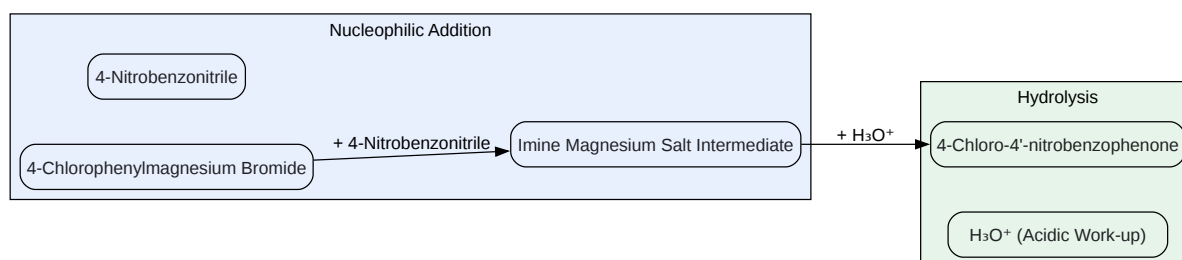 Nucleophilic Addition
4-Nitrobenzonitrile
4-Chlorophenylmagnesium Bromide
+ 4-Nitrobenzonitrile
Imine Magnesium Salt Intermediate
+ H₃O⁺
Hydrolysis
4-Chloro-4'-nitrobenzophenone
H₃O⁺ (Acidic Work-up)